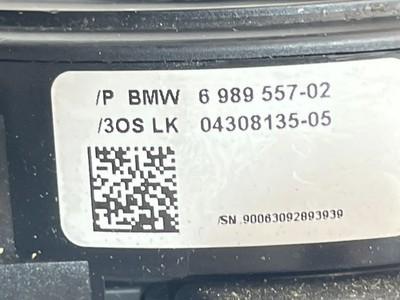 /P BMW 6 989 557-02
/3OS LK 04308135-05
/SN .90063092893939